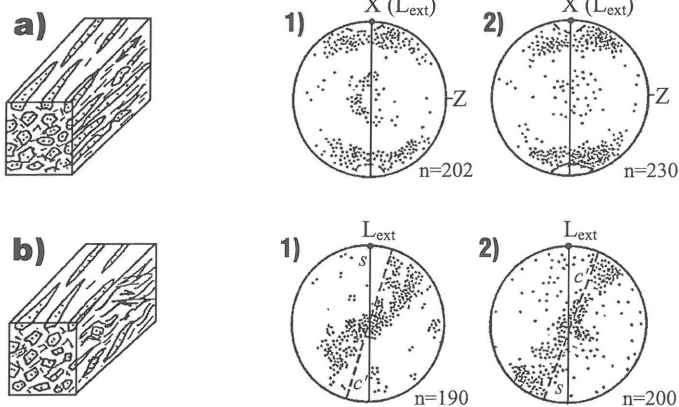 a)
1)
X (Lext)
Z
n=202
2)
X (Lext)
Z
n=230
b)
1)
Lext
s
c'
n=190
2)
Lext
c'
s
n=200